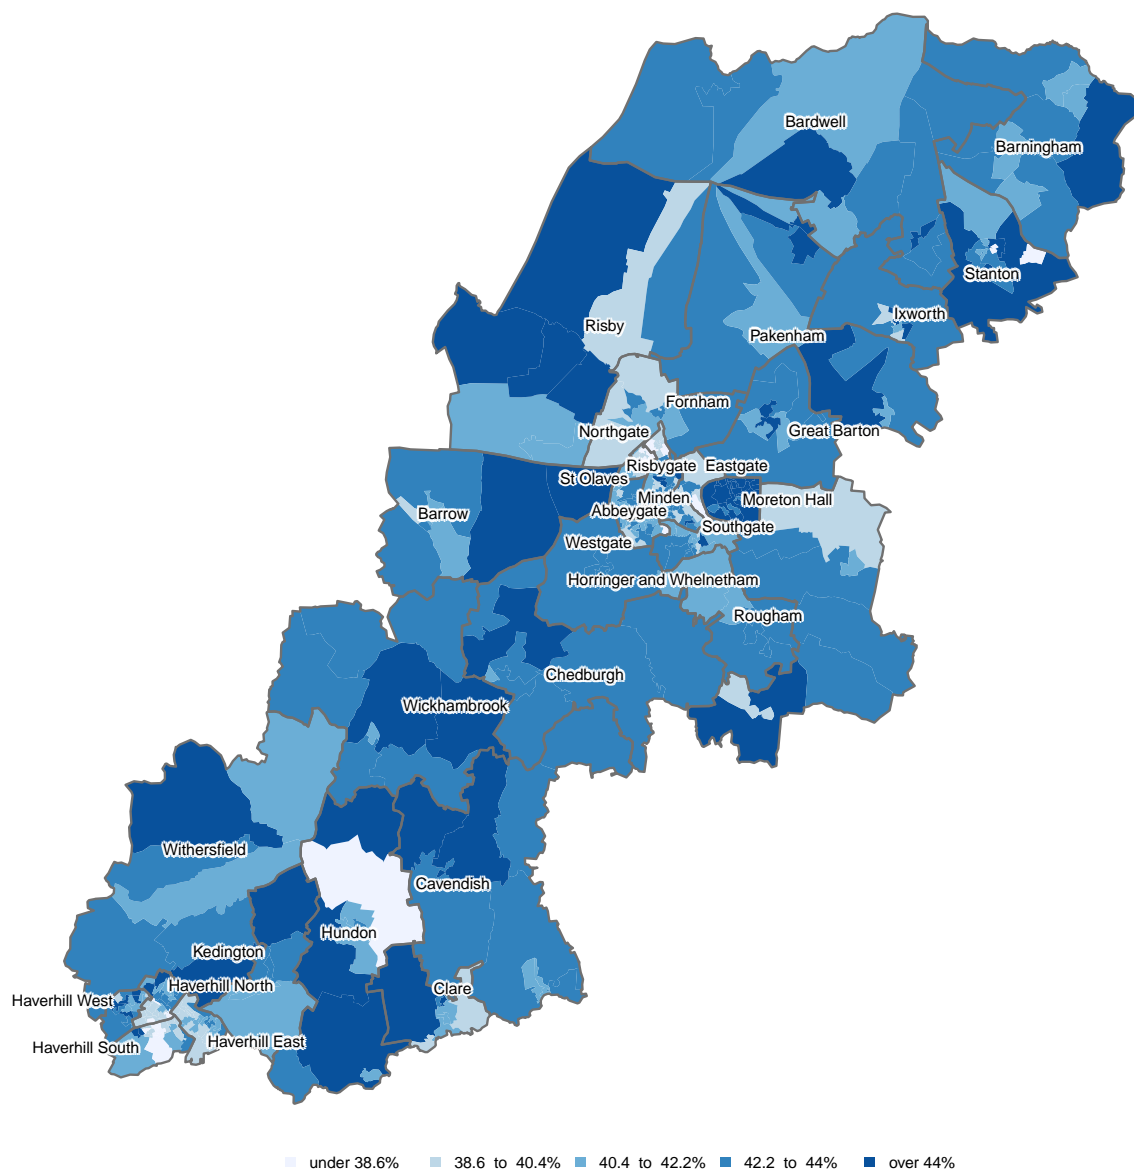 Bardwell
Barningham
Stanton
Ixworth
Risby
Pakenham
Fornham
Great Barton
Northgate
Risbygate
Eastgate
St Olaves
Minden
Moreton Hall
Abbeygate
Barrow
Southgate
Westgate
Horringer and Whelnetham
Rougham
Chedburgh
Wickhambrook
Withersfield
Cavendish
Hundon
Kedington
Haverhill North
Clare
Haverhill West
Haverhill East
Haverhill South
under 38.6%
38.6 to 40.4%
40.4 to 42.2%
42.2 to 44%
over 44%